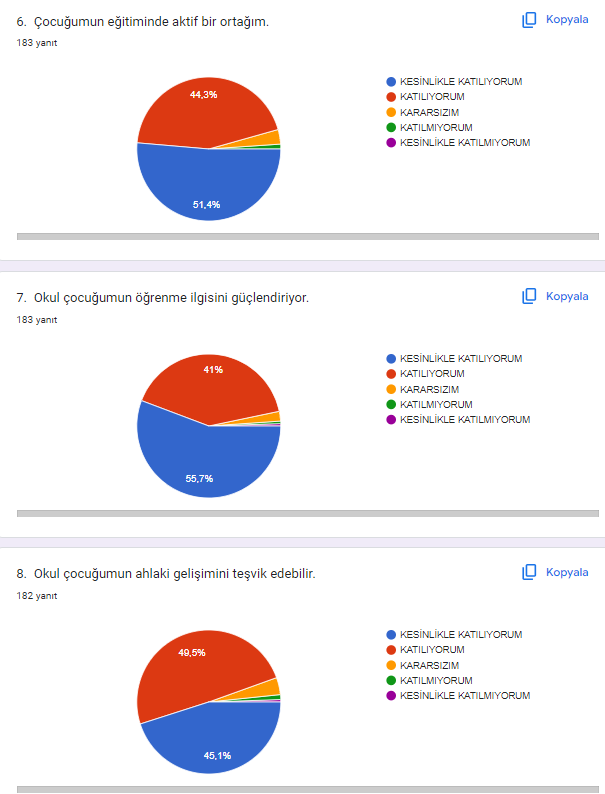 6. Çocuğumun eğitiminde aktif bir ortağım.
Kopyala
183 yanıt
44,3%
51,4%
KESİNLİKLE KATILIYORUM
KATILIYORUM
KARARSIZIM
KATILMIYORUM
KESİNLİKLE KATILMIYORUM
7. Okul çocuğumun öğrenme ilgisini güçlendiriyor.
Kopyala
183 yanıt
41%
55,7%
KESİNLİKLE KATILIYORUM
KATILIYORUM
KARARSIZIM
KATILMIYORUM
KESİNLİKLE KATILMIYORUM
8. Okul çocuğumun ahlaki gelişimini teşvik edebilir.
Kopyala
182 yanıt
49,5%
45,1%
KESİNLİKLE KATILIYORUM
KATILIYORUM
KARARSIZIM
KATILMIYORUM
KESİNLİKLE KATILMIYORUM